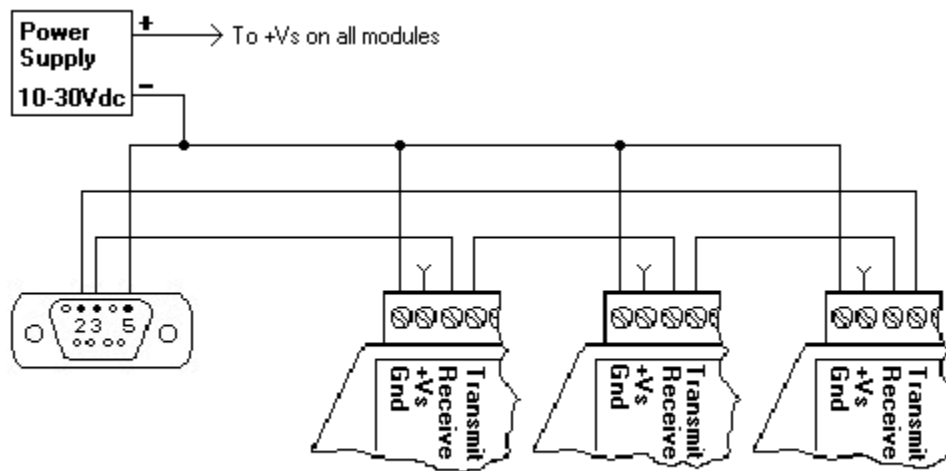 Power
Supply
10-30Vdc
+
-
To +Vs on all modules
2 3 5
Transmit
Receive
+Vs
Gnd
Transmit
Receive
+Vs
Gnd
Transmit
Receive
+Vs
Gnd